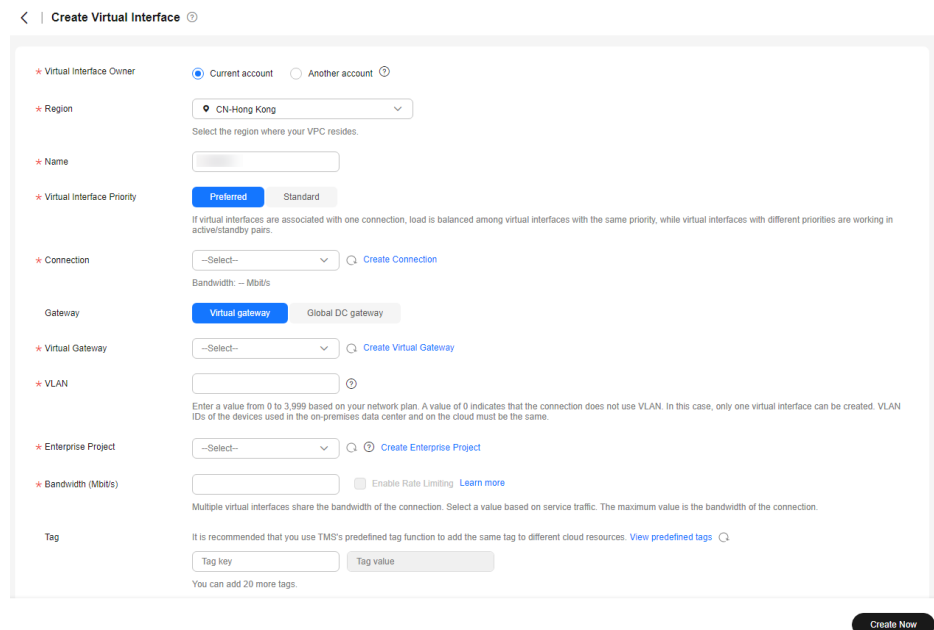 Create Virtual Interface
Virtual Interface Owner
Current account
Another account
Region
CN-Hong Kong
Select the region where your VPC resides.
Name
Virtual Interface Priority
Preferred
Standard
If virtual interfaces are associated with one connection, load is balanced among virtual interfaces with the same priority, while virtual interfaces with different priorities are working in
active/standby pairs.
Connection
--Select--
Create Connection
Bandwidth: -- Mbit/s
Gateway
Virtual gateway
Global DC gateway
Virtual Gateway
--Select--
Create Virtual Gateway
VLAN
Enter a value from 0 to 3,999 based on your network plan. A value of 0 indicates that the connection does not use VLAN. In this case, only one virtual interface can be created. VLAN
IDs of the devices used in the on-premises data center and on the cloud must be the same.
Enterprise Project
--Select--
Create Enterprise Project
Bandwidth (Mbit/s)
Enable Rate Limiting
Learn more
Multiple virtual interfaces share the bandwidth of the connection. Select a value based on service traffic. The maximum value is the bandwidth of the connection.
Tag
It is recommended that you use TMS's predefined tag function to add the same tag to different cloud resources. View predefined tags
Tag key
Tag value
You can add 20 more tags.
Create Now